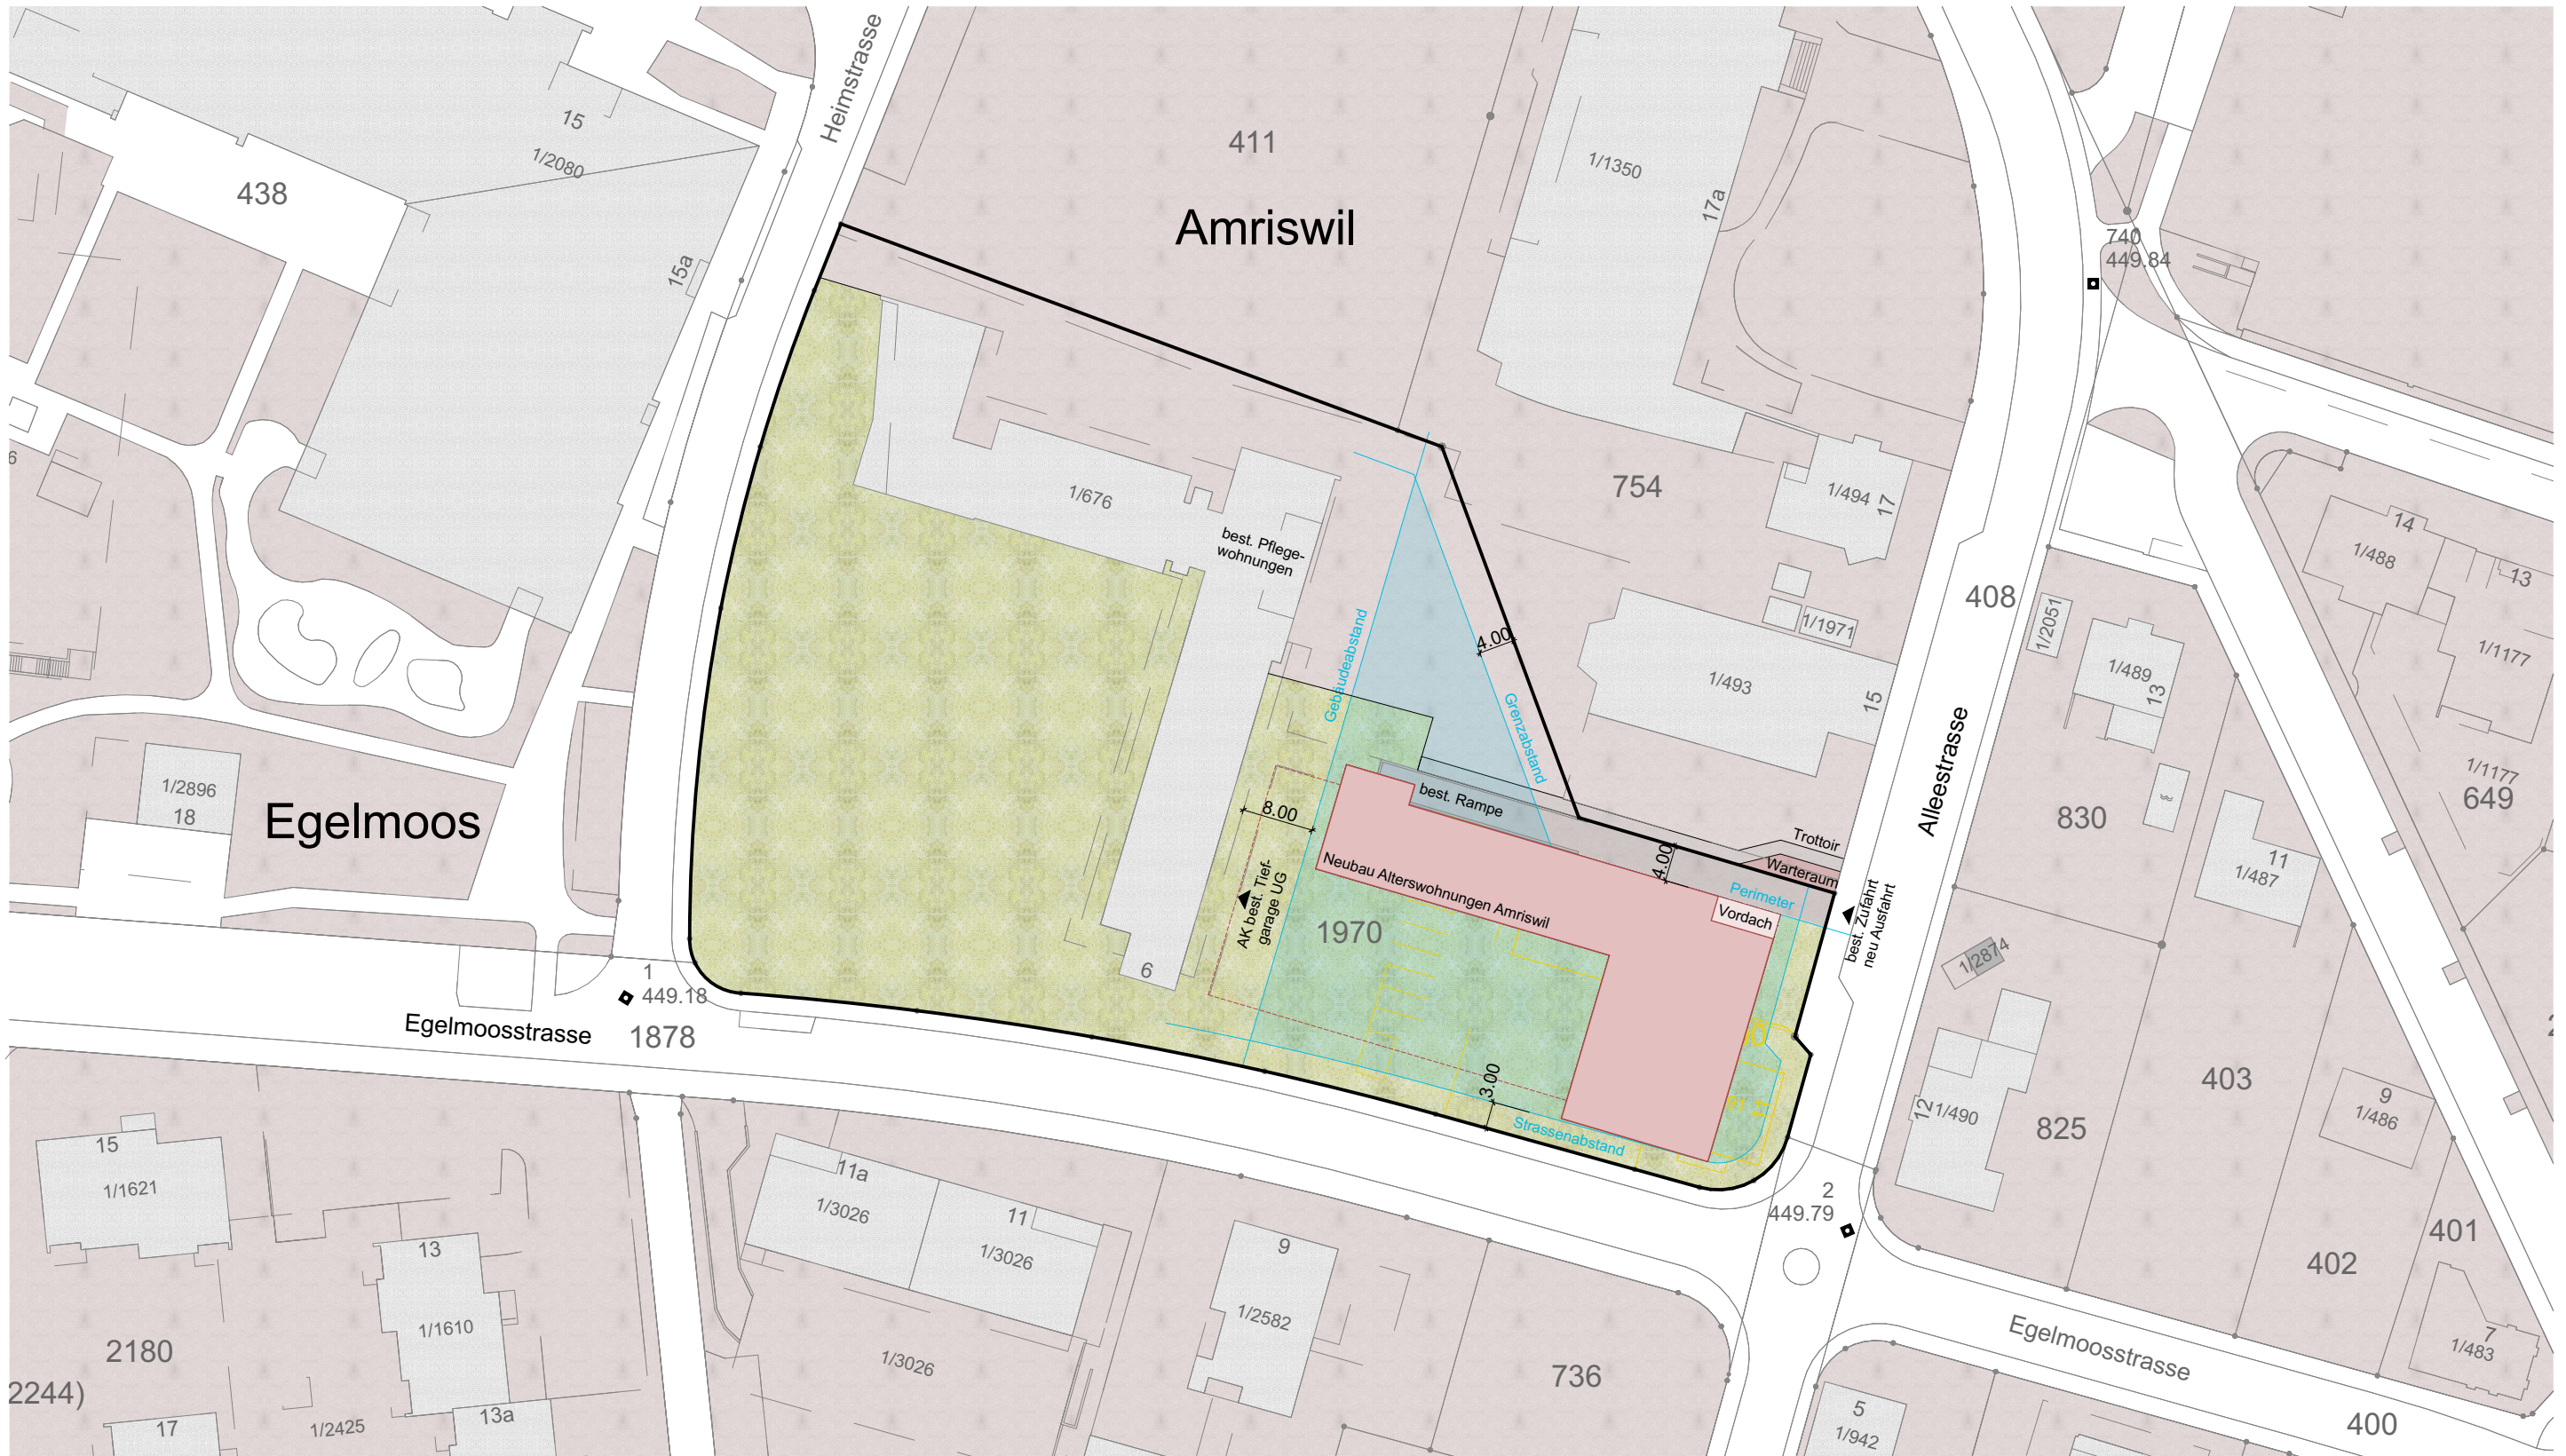 Heimstrasse
15
1/2080
438
15a
411
Amriswil
1/1350
17a
740
449.84
6
1/676
best. Pflege-
wohnungen
754
1/494
17
408
14
1/488
13
1/1177
1/1971
1/2051
1/489
13
4.00
Gebäudeabstand
Grenzabstand
1/493
15
Alleestrasse
1/2896
18
Egelmoos
8.00
best. Rampe
Trottoir
Warteraum
4.00
Perimeter
Vordach
Neubau Alterswohnungen Amriswil
AK best. Tief-
garage UG
1970
best. Zufahrt
neu Ausfahrt
830
1/1177
649
11
1/487
1/2874
6
1
449.18
Egelmoosstrasse
1878
3.00
Strassenabstand
12
1/490
825
403
9
1/486
15
1/1621
11a
1/3026
11
1/3026
2
449.79
401
402
13
1/1610
9
1/2582
Egelmoosstrasse
7
1/483
2180
2244)
1/3026
736
17
1/2425
13a
5
1/942
400